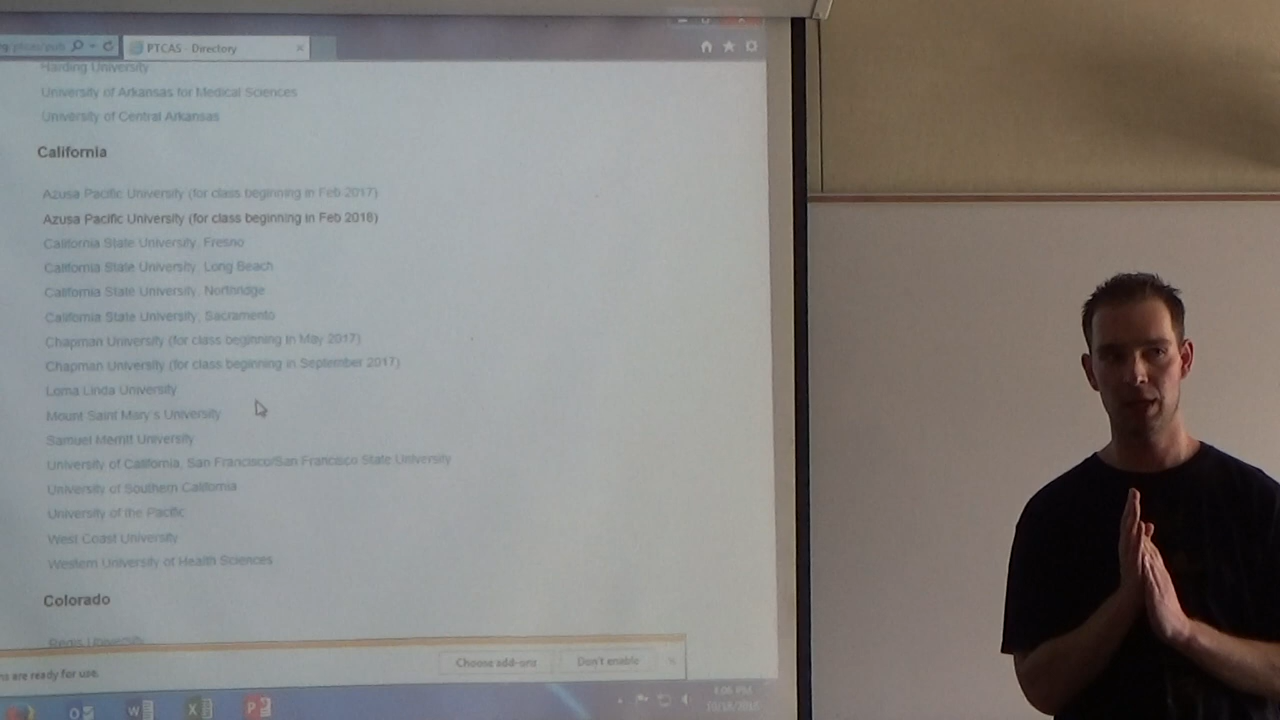 PTCAS - Directory
Harding University
University of Arkansas for Medical Sciences
University of Central Arkansas
California
Azusa Pacific University (for class beginning in Feb 2017)
Azusa Pacific University (for class beginning in Feb 2018)
California State University, Fresno
California State University, Long Beach
California State University, Northridge
California State University, Sacramento
Chapman University (for class beginning in May 2017)
Chapman University (for class beginning in September 2017)
Loma Linda University
Mount Saint Mary's University
Samuel Merritt University
University of California, San Francisco/San Francisco State University
University of Southern California
University of the Pacific
West Coast University
Western University of Health Sciences
Colorado
Regis University
are ready for use.
Choose add-ons
Don't enable